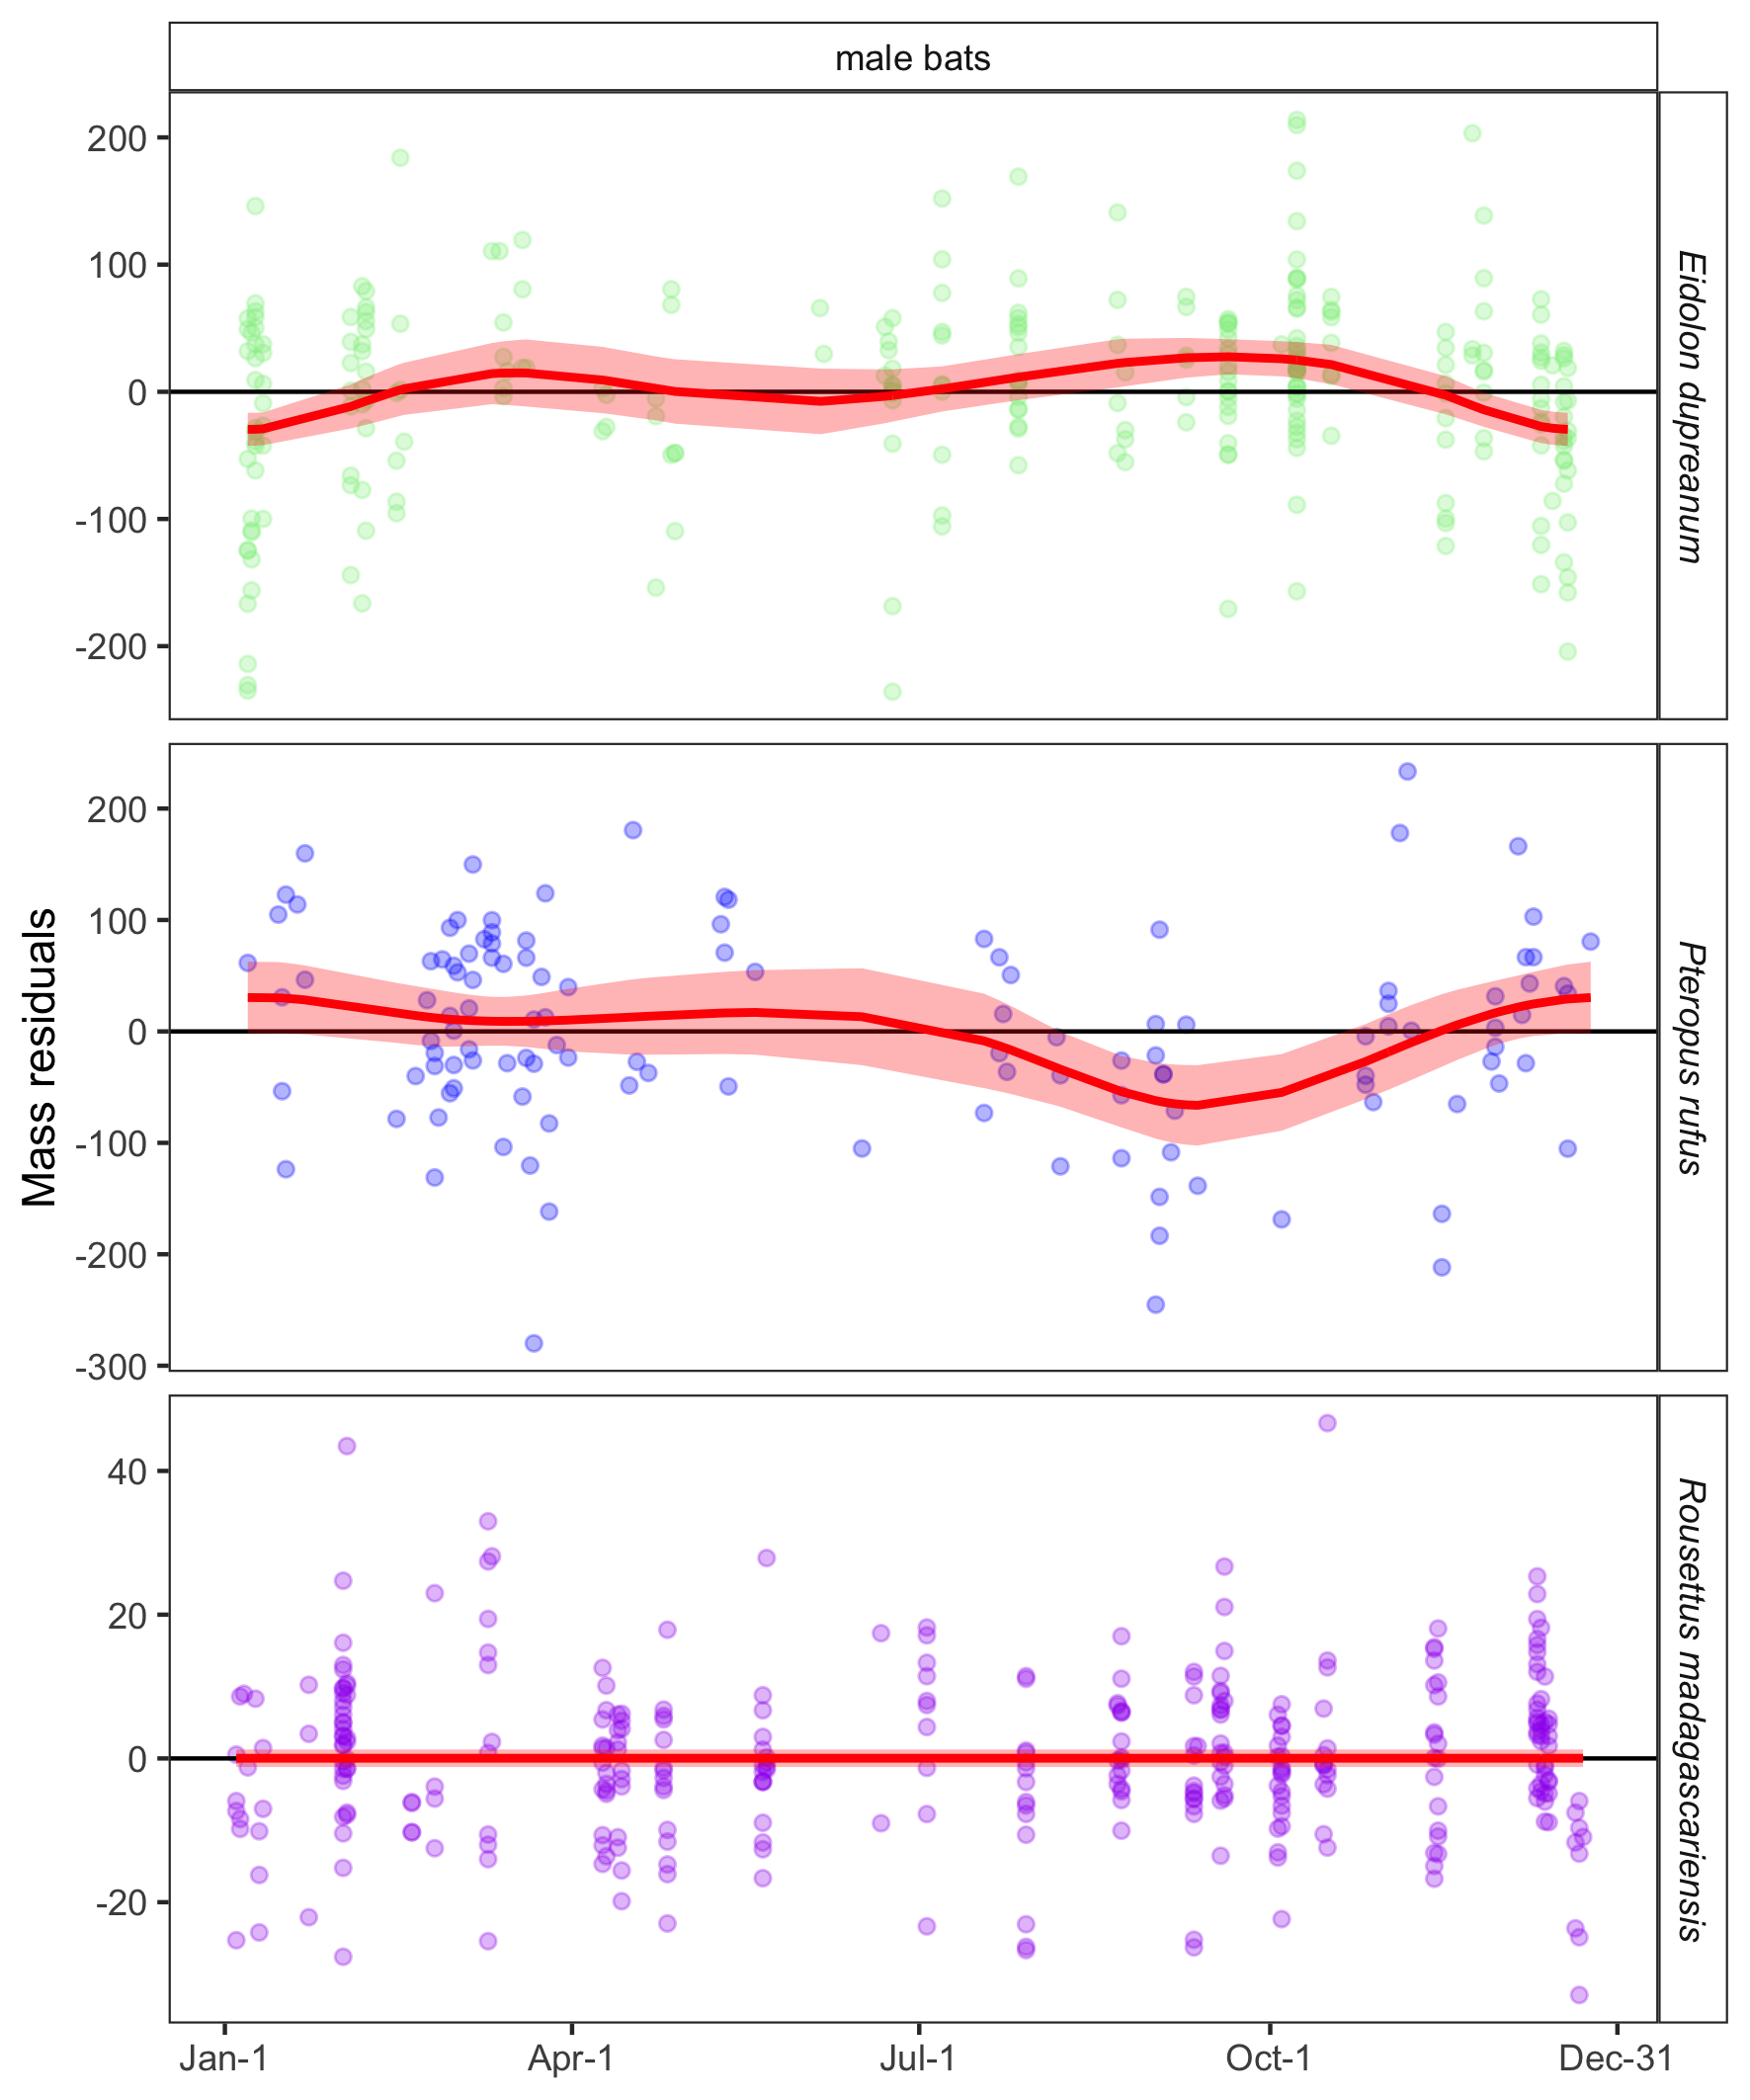 male bats
200
100
0
-100
-200
Eidolon dupreanum
Mass residuals
200
100
0
-100
-200
-300
Pteropus rufus
40
20
0
-20
Rousettus madagascariensis
Jan-1
Apr-1
Jul-1
Oct-1
Dec-31